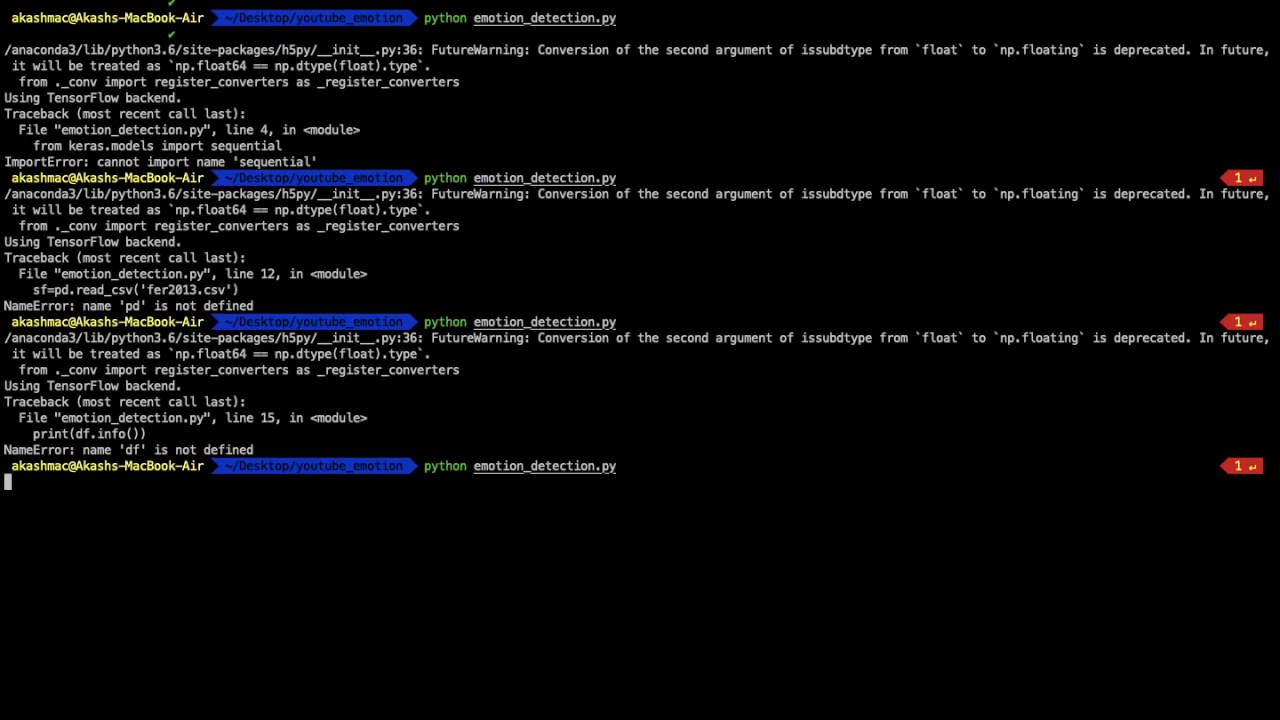 akashmac@Akashs-MacBook-Air ~/Desktop/youtube_emotion python emotion_detection.py
/anaconda3/lib/python3.6/site-packages/h5py/__init__.py:36: FutureWarning: Conversion of the second argument of issubdtype from `float` to `np.floating` is deprecated. In future,
it will be treated as `np.float64 == np.dtype(float).type`.
from ._conv import register_converters as _register_converters
Using TensorFlow backend.
Traceback (most recent call last):
File "emotion_detection.py", line 4, in <module>
from keras.models import sequential
ImportError: cannot import name 'sequential'
akashmac@Akashs-MacBook-Air ~/Desktop/youtube_emotion python emotion_detection.py 1 ↵
/anaconda3/lib/python3.6/site-packages/h5py/__init__.py:36: FutureWarning: Conversion of the second argument of issubdtype from `float` to `np.floating` is deprecated. In future,
it will be treated as `np.float64 == np.dtype(float).type`.
from ._conv import register_converters as _register_converters
Using TensorFlow backend.
Traceback (most recent call last):
File "emotion_detection.py", line 12, in <module>
sf=pd.read_csv('fer2013.csv')
NameError: name 'pd' is not defined
akashmac@Akashs-MacBook-Air ~/Desktop/youtube_emotion python emotion_detection.py 1 ↵
/anaconda3/lib/python3.6/site-packages/h5py/__init__.py:36: FutureWarning: Conversion of the second argument of issubdtype from `float` to `np.floating` is deprecated. In future,
it will be treated as `np.float64 == np.dtype(float).type`.
from ._conv import register_converters as _register_converters
Using TensorFlow backend.
Traceback (most recent call last):
File "emotion_detection.py", line 15, in <module>
print(df.info())
NameError: name 'df' is not defined
akashmac@Akashs-MacBook-Air ~/Desktop/youtube_emotion python emotion_detection.py 1 ↵